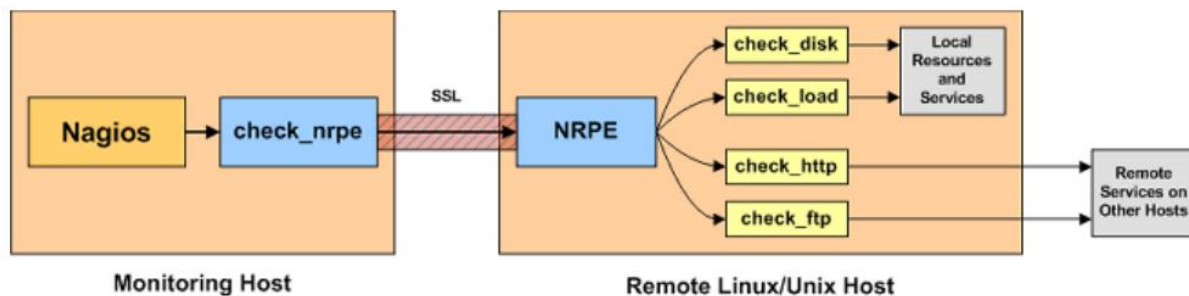 SSL
Nagios
check_nrpe
NRPE
check_disk
check_load
check_http
check_ftp
Local
Resources
and
Services
Remote
Services on
Other Hosts
Monitoring Host
Remote Linux/Unix Host